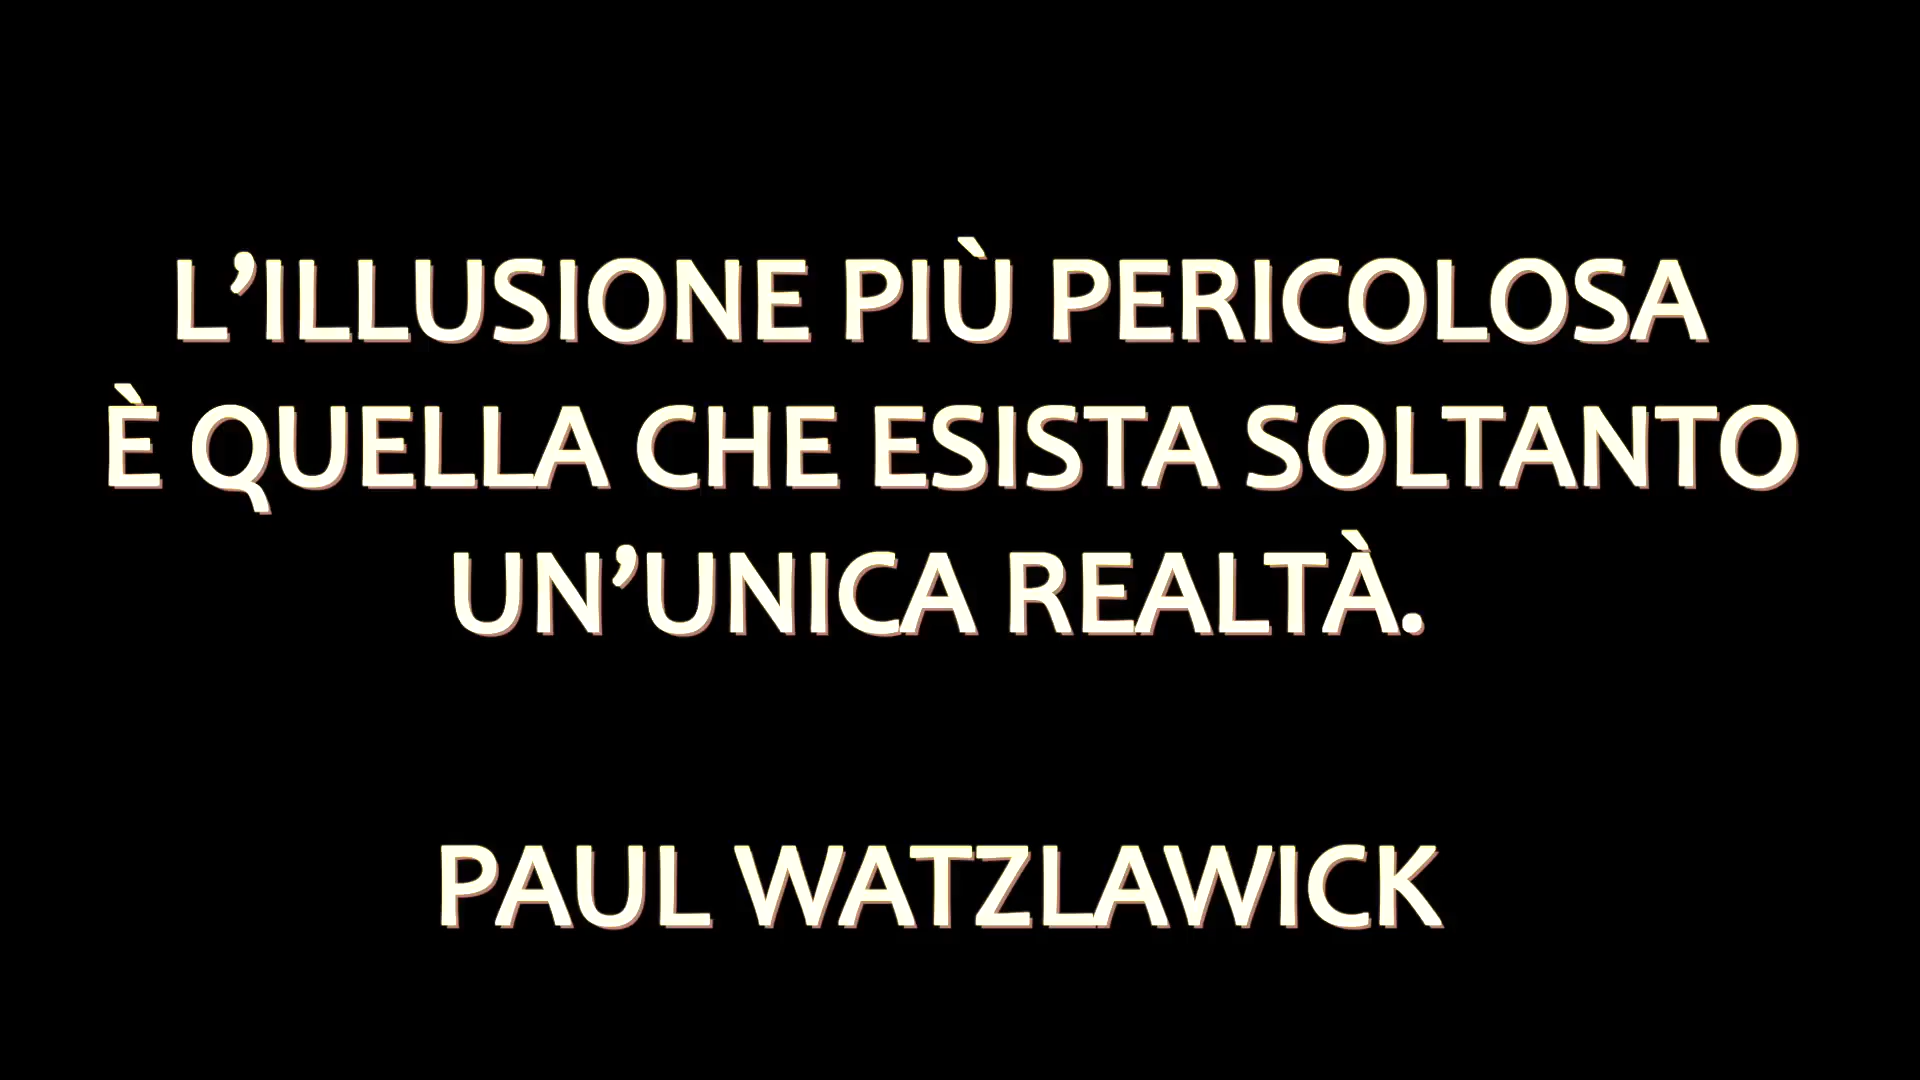 L’ILLUSIONE PIÙ PERICOLOSA
È QUELLA CHE ESISTA SOLTANTO
UN’UNICA REALTÀ.
PAUL WATZLAWICK